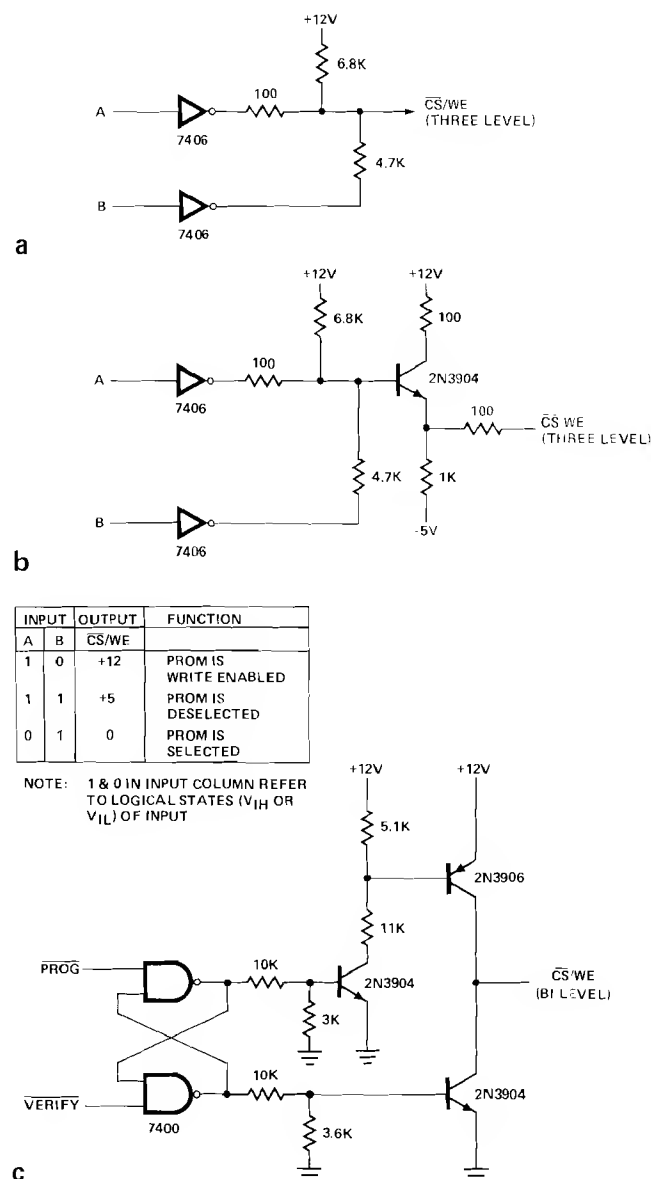 +12V
6.8K
100
A
7406
CS/WE
(THREE LEVEL)
4.7K
B
7406
a
+12V
+12V
6.8K
100
100
A
7406
2N3904
100
CS WE
(THREE LEVEL)
4.7K
1K
B
7406
-5V
b
INPUT OUTPUT FUNCTION
A B CS/WE
1 0 +12 PROM IS
WRITE ENABLED
1 1 +5 PROM IS
DESELECTED
0 1 0 PROM IS
SELECTED
NOTE: 1 & 0 IN INPUT COLUMN REFER
TO LOGICAL STATES (VIH OR
VIL) OF INPUT
+12V
+12V
5.1K
2N3906
11K
PROG
10K
2N3904
CS/WE
(BI LEVEL)
3K
10K
VERIFY
7400
2N3904
3.6K
c